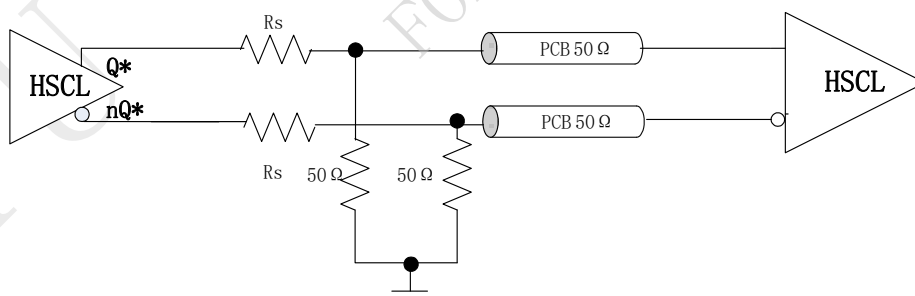 Rs
PCB 50 Ω
Q*
HSCL
HSCL
nQ*
PCB 50 Ω
Rs
50 Ω
50 Ω